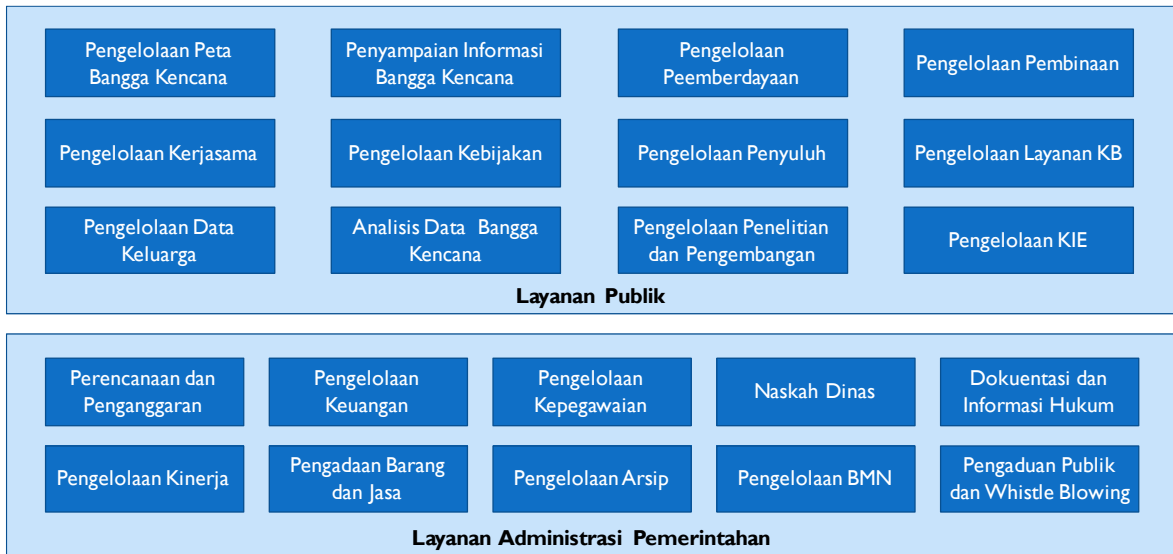 Pengelolaan Peta
Bangga Kencana
Penyampaian Informasi
Bangga Kencana
Pengelolaan
Peemberdayaan
Pengelolaan Pembinaan
Pengelolaan Kerjasama
Pengelolaan Kebijakan
Pengelolaan Penyuluh
Pengelolaan Layanan KB
Pengelolaan Data
Keluarga
Analisis Data Bangga
Kencana
Pengelolaan Penelitian
dan Pengembangan
Pengelolaan KIE
Layanan Publik
Perencanaan dan
Penganggaran
Pengelolaan
Keuangan
Pengelolaan
Kepegawaian
Naskah Dinas
Dokuentasi dan
Informasi Hukum
Pengelolaan Kinerja
Pengadaan Barang
dan Jasa
Pengelolaan Arsip
Pengelolaan BMN
Pengaduan Publik
dan Whistle Blowing
Layanan Administrasi Pemerintahan